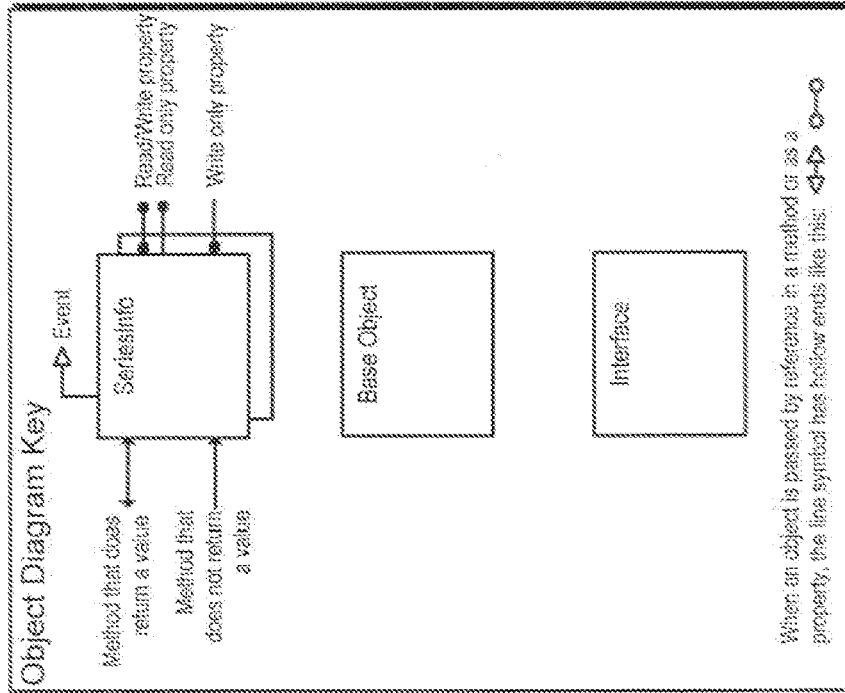 Object Diagram Key
Event
SeriesInfo
Method that does
return a value
Method that
does not return
a value
Read/Write property
Read only property
Write only property
Base Object
Interface
When an object is passed by reference in a method or as a
property, the line symbol has hollow ends like this: